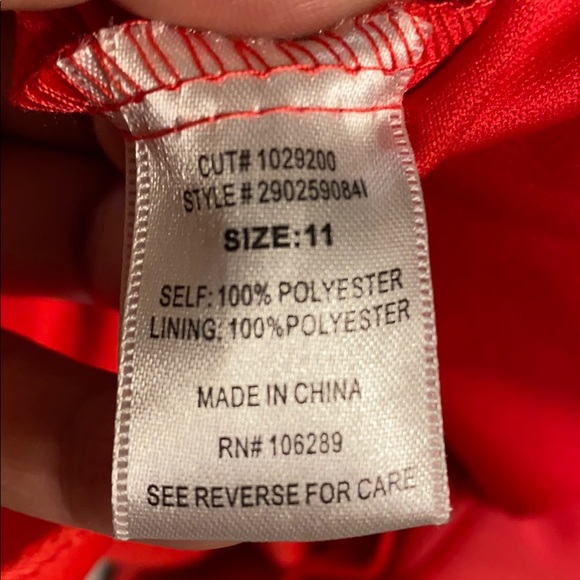 CUT# 1029200
STYLE # 290259084I
SIZE:11
SELF: 100% POLYESTER
LINING: 100%POLYESTER
MADE IN CHINA
RN# 106289
SEE REVERSE FOR CARE